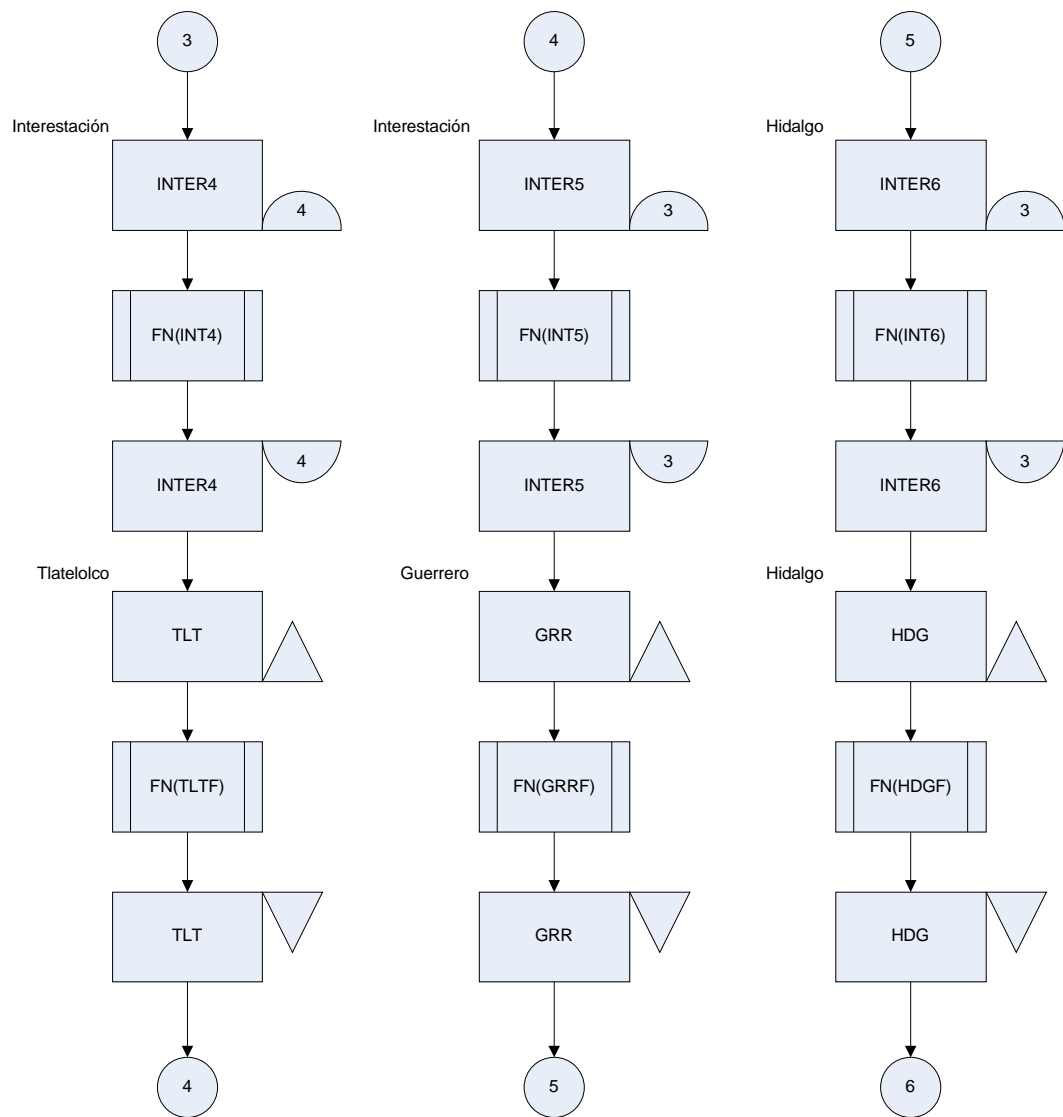 3
Interestación
INTER4
4
FN(INT4)
INTER4
4
Tlatelolco
TLT
FN(TLTF)
TLT
4
4
Interestación
INTER5
3
FN(INT5)
INTER5
3
Guerrero
GRR
FN(GRRF)
GRR
5
5
Hidalgo
INTER6
3
FN(INT6)
INTER6
3
Hidalgo
HDG
FN(HDGF)
HDG
6